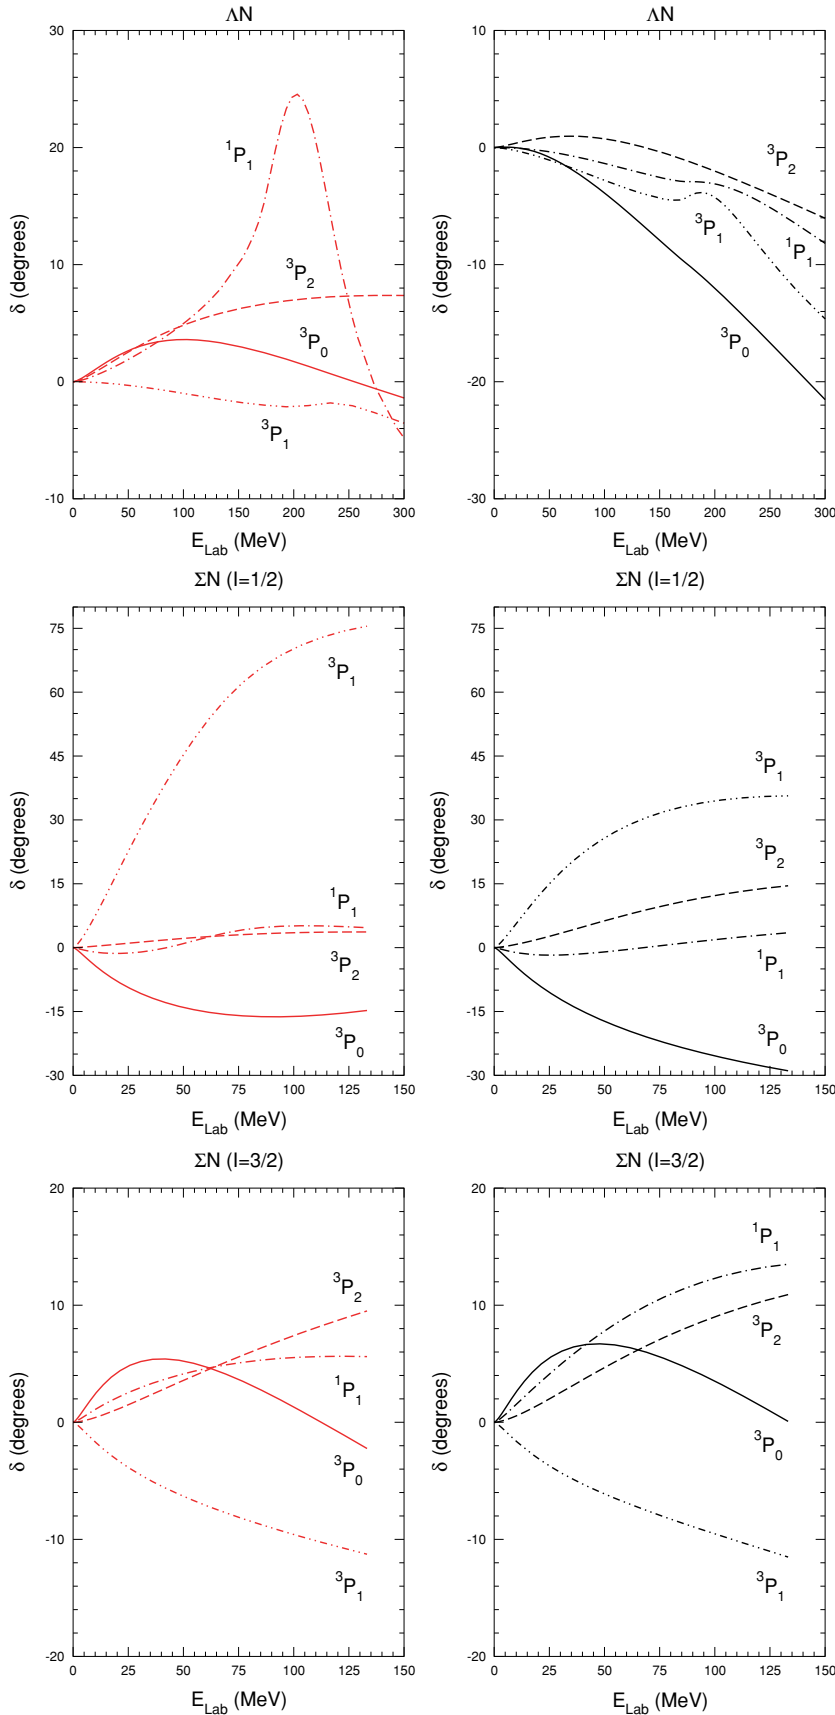 ΛN
30
20
10
0
-10
δ (degrees)
¹P₁
³P₂
³P₀
³P₁
0 50 100 150 200 250 300
E_Lab (MeV)
ΛN
10
0
-10
-20
-30
δ (degrees)
³P₂
³P₁
¹P₁
³P₀
0 50 100 150 200 250 300
E_Lab (MeV)
ΣN (I=1/2)
75
60
45
30
15
0
-15
-30
δ (degrees)
³P₁
¹P₁
³P₂
³P₀
0 25 50 75 100 125 150
E_Lab (MeV)
ΣN (I=1/2)
75
60
45
30
15
0
-15
-30
δ (degrees)
³P₁
³P₂
¹P₁
³P₀
0 25 50 75 100 125 150
E_Lab (MeV)
ΣN (I=3/2)
20
10
0
-10
-20
δ (degrees)
³P₂
¹P₁
³P₀
³P₁
0 25 50 75 100 125 150
E_Lab (MeV)
ΣN (I=3/2)
20
10
0
-10
-20
δ (degrees)
¹P₁
³P₂
³P₀
³P₁
0 25 50 75 100 125 150
E_Lab (MeV)